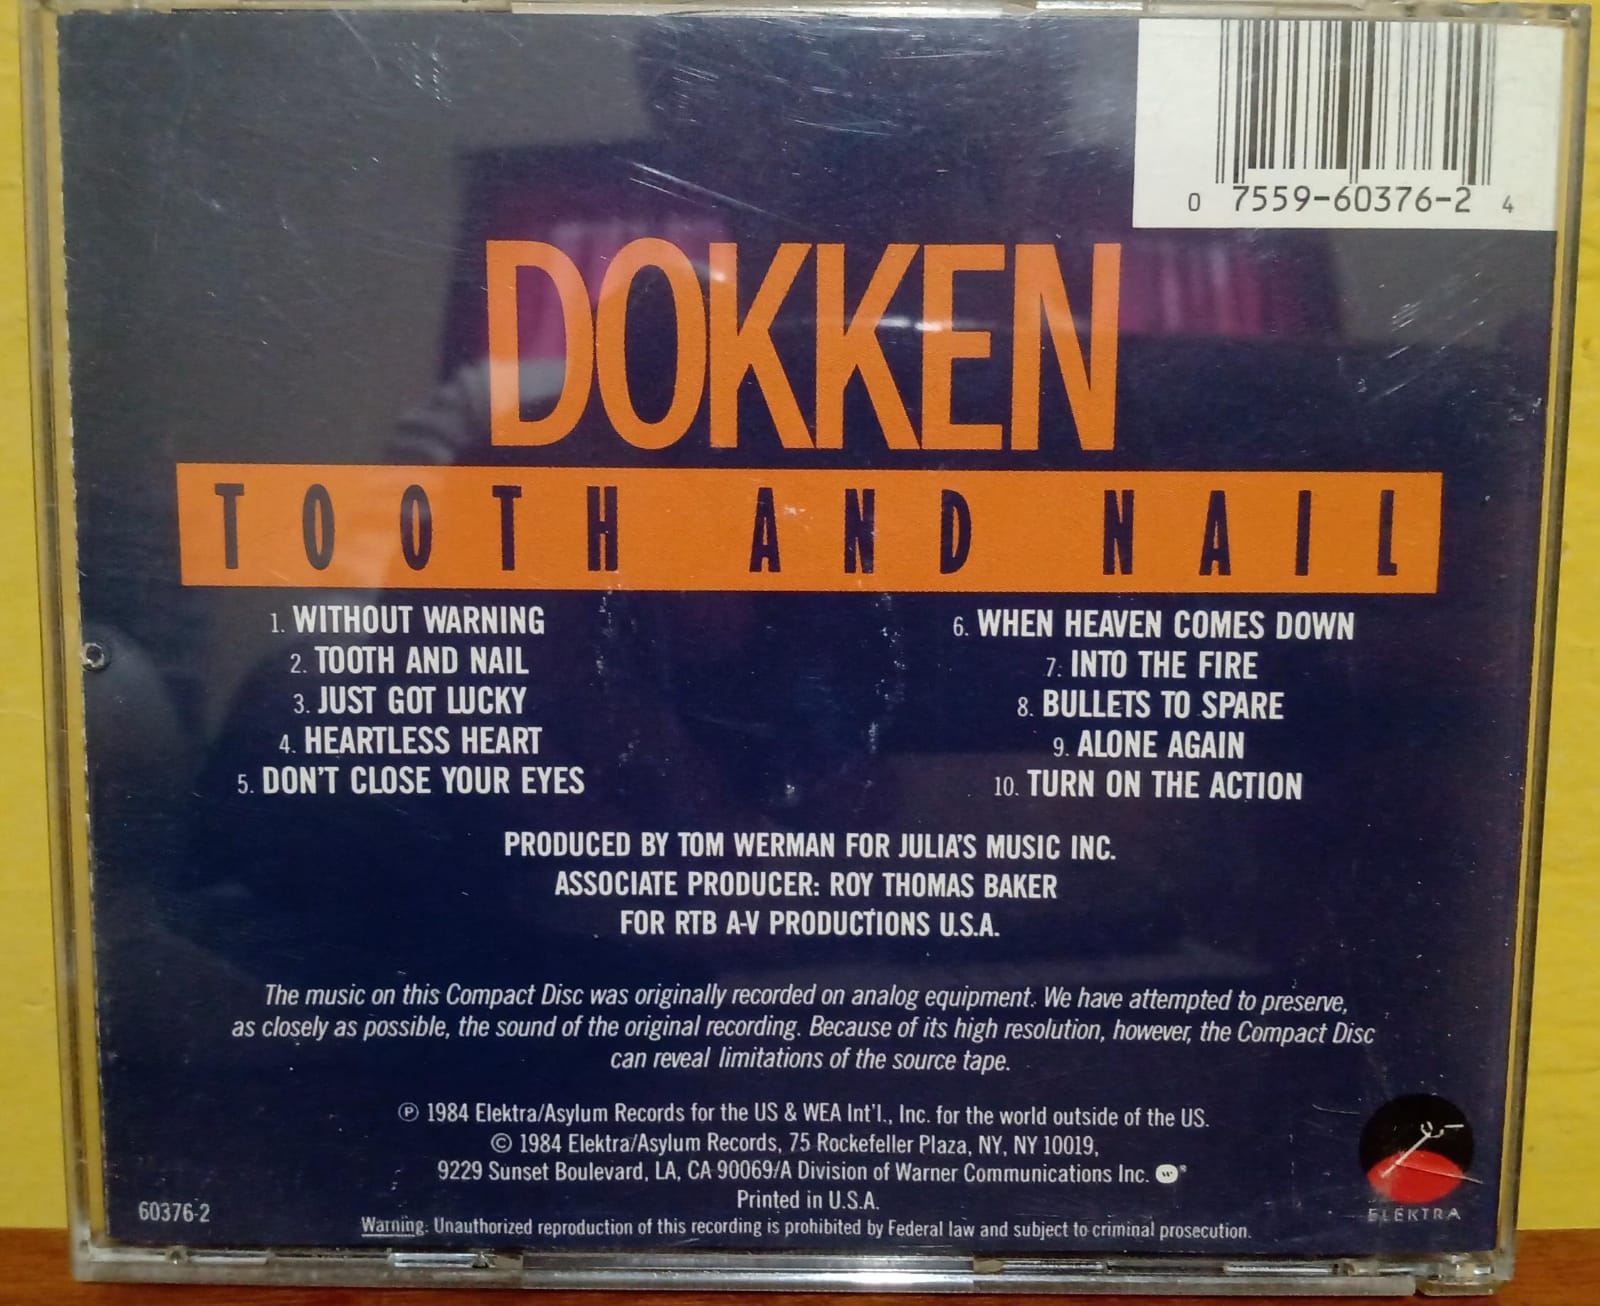 0 7559-60376-2 4
DOKKEN
TOOTH AND NAIL
1. WITHOUT WARNING
2. TOOTH AND NAIL
3. JUST GOT LUCKY
4. HEARTLESS HEART
5. DON'T CLOSE YOUR EYES
6. WHEN HEAVEN COMES DOWN
7. INTO THE FIRE
8. BULLETS TO SPARE
9. ALONE AGAIN
10. TURN ON THE ACTION
PRODUCED BY TOM WERMAN FOR JULIA'S MUSIC INC.
ASSOCIATE PRODUCER: ROY THOMAS BAKER
FOR RTB A-V PRODUCTIONS U.S.A.
The music on this Compact Disc was originally recorded on analog equipment. We have attempted to preserve,
as closely as possible, the sound of the original recording. Because of its high resolution, however, the Compact Disc
can reveal limitations of the source tape.
℗ 1984 Elektra/Asylum Records for the US & WEA Int'l., Inc. for the world outside of the US.
© 1984 Elektra/Asylum Records, 75 Rockefeller Plaza, NY, NY 10019,
9229 Sunset Boulevard, LA, CA 90069/A Division of Warner Communications Inc.
Printed in U.S.A.
60376-2
Warning: Unauthorized reproduction of this recording is prohibited by Federal law and subject to criminal prosecution.
ELEKTRA